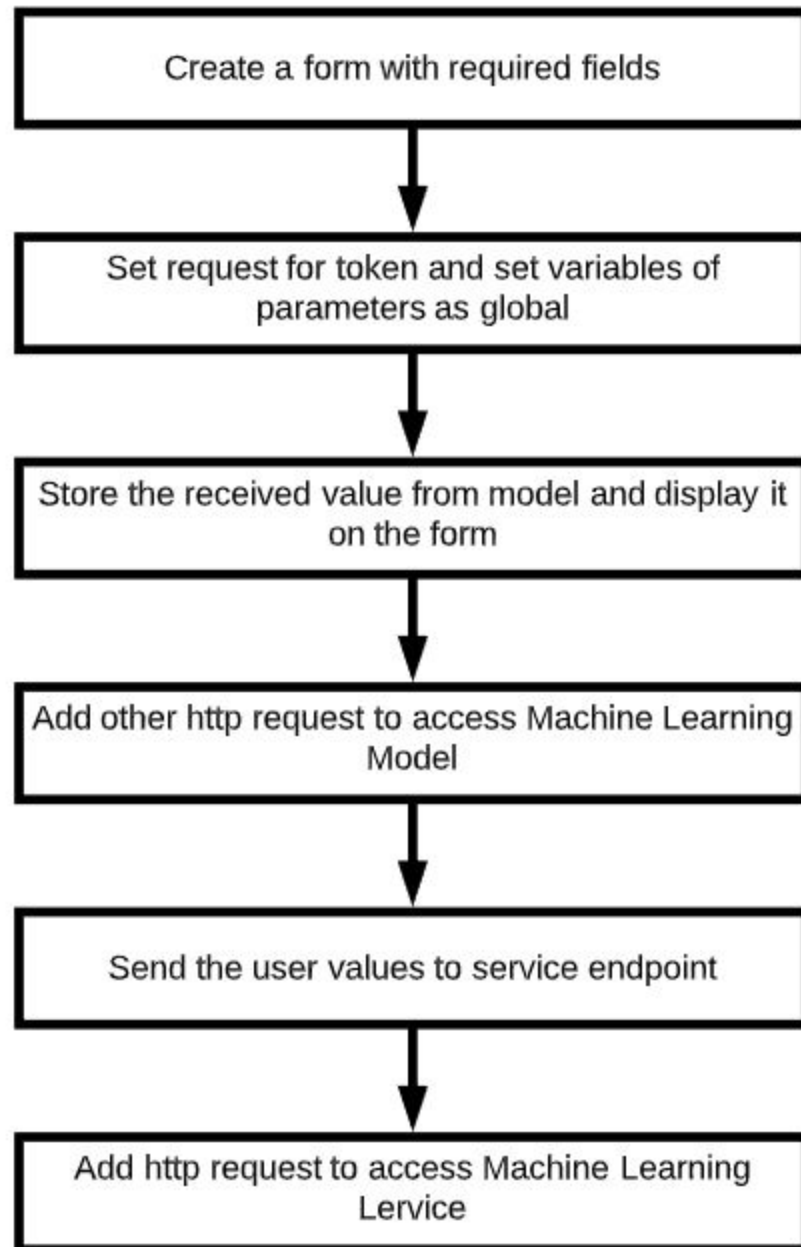 Create a form with required fields
Set request for token and set variables of
parameters as global
Store the received value from model and display it
on the form
Add other http request to access Machine Learning
Model
Send the user values to service endpoint
Add http request to access Machine Learning
Lervice